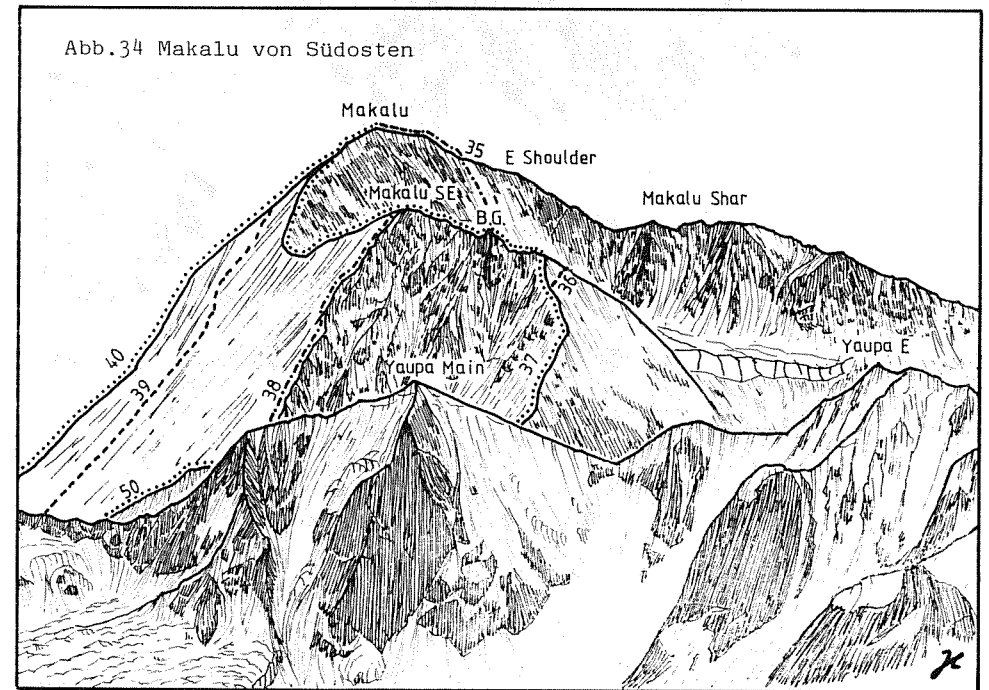 Abb.34 Makalu von Südosten
Makalu
35
E Shoulder
Makalu SE
B.G.
Makalu Shar
36
40
39
38
37
Yaupa Main
Yaupa E
50